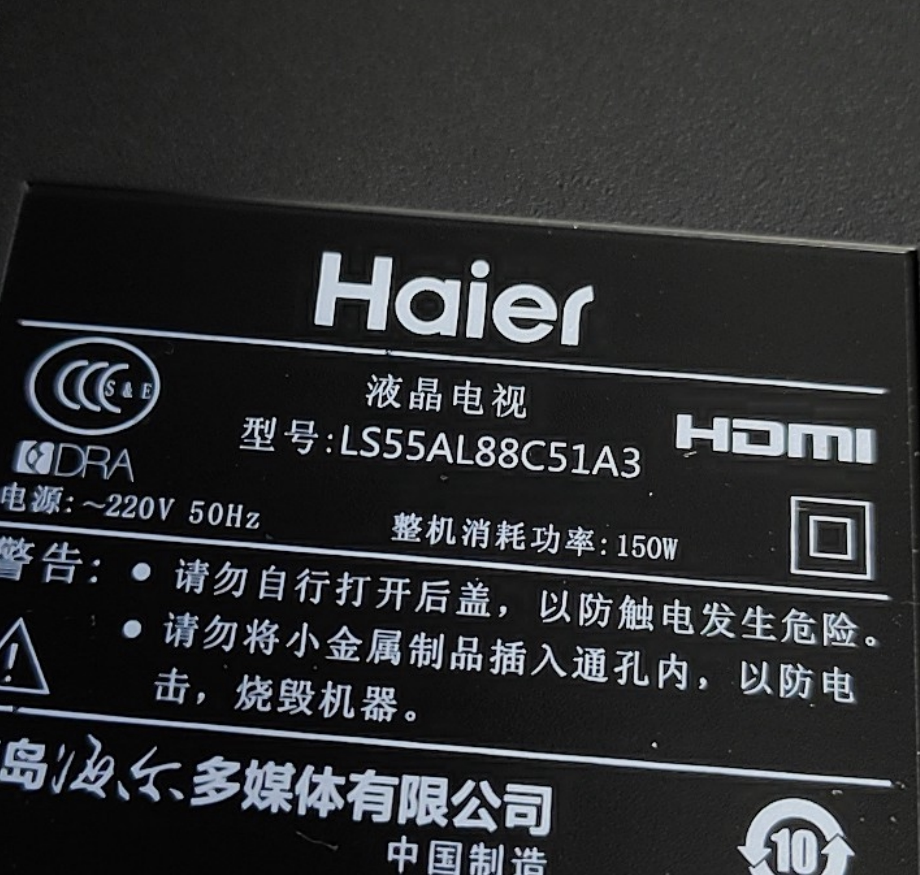 Haier
S&E
液晶电视
型号:LS55AL88C51A3
HDMI
DRA
电源:~220V 50Hz
整机消耗功率:150W
警告:
• 请勿自行打开后盖，以防触电发生危险。
• 请勿将小金属制品插入通孔内，以防电
击，烧毁机器。
岛海尔多媒体有限公司
中国制造
10